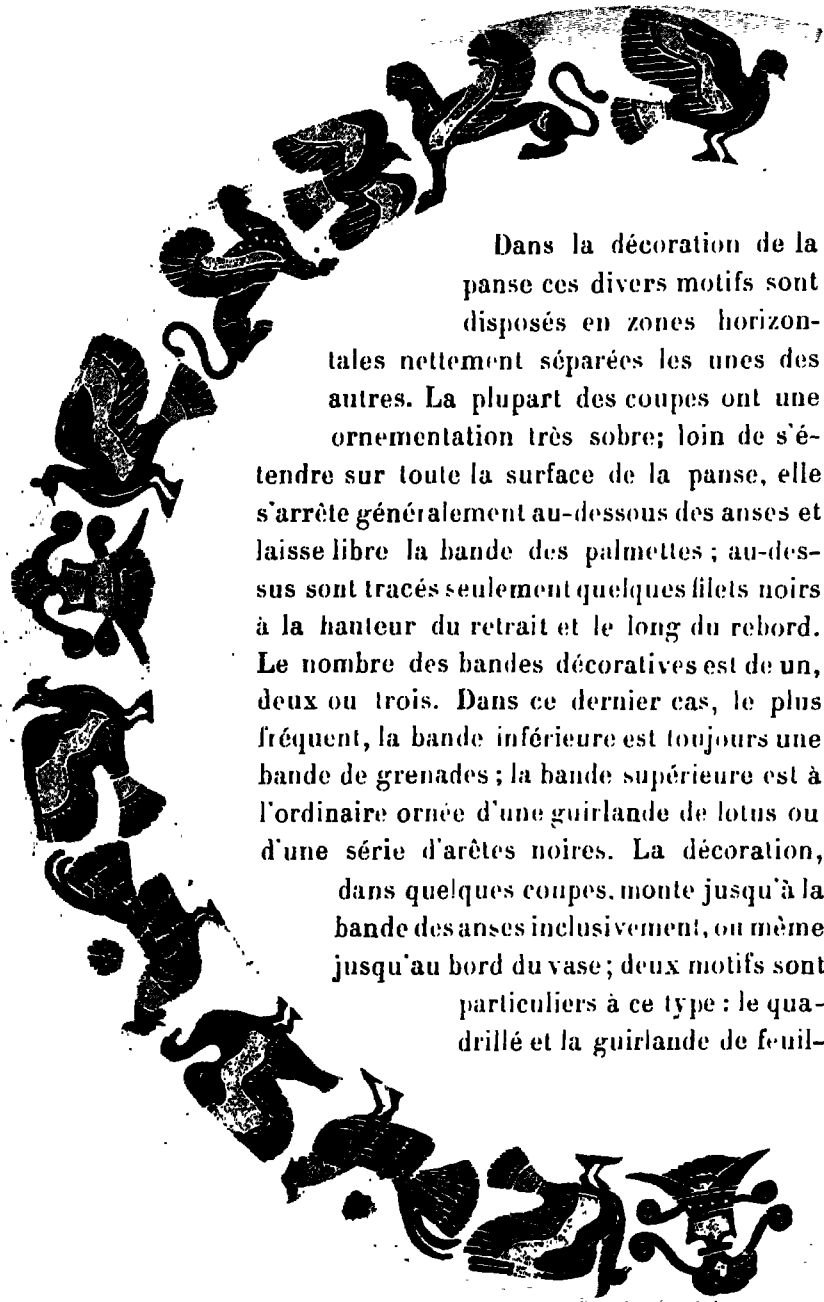 Dans la décoration de la
panse ces divers motifs sont
disposés en zones horizon-
tales nettement séparées les unes des
autres. La plupart des coupes ont une
ornementation très sobre; loin de s'é-
tendre sur toute la surface de la panse, elle
s'arrête généralement au-dessous des anses et
laisse libre la bande des palmettes ; au-des-
sus sont tracés seulement quelques filets noirs
à la hauteur du retrait et le long du rebord.
Le nombre des bandes décoratives est de un,
deux ou trois. Dans ce dernier cas, le plus
fréquent, la bande inférieure est toujours une
bande de grenades ; la bande supérieure est à
l'ordinaire ornée d'une guirlande de lotus ou
d'une série d'arêtes noires. La décoration,
dans quelques coupes, monte jusqu'à la
bande des anses inclusivement, ou même
jusqu'au bord du vase; deux motifs sont
particuliers à ce type : le qua-
drillé et la guirlande de feuil-